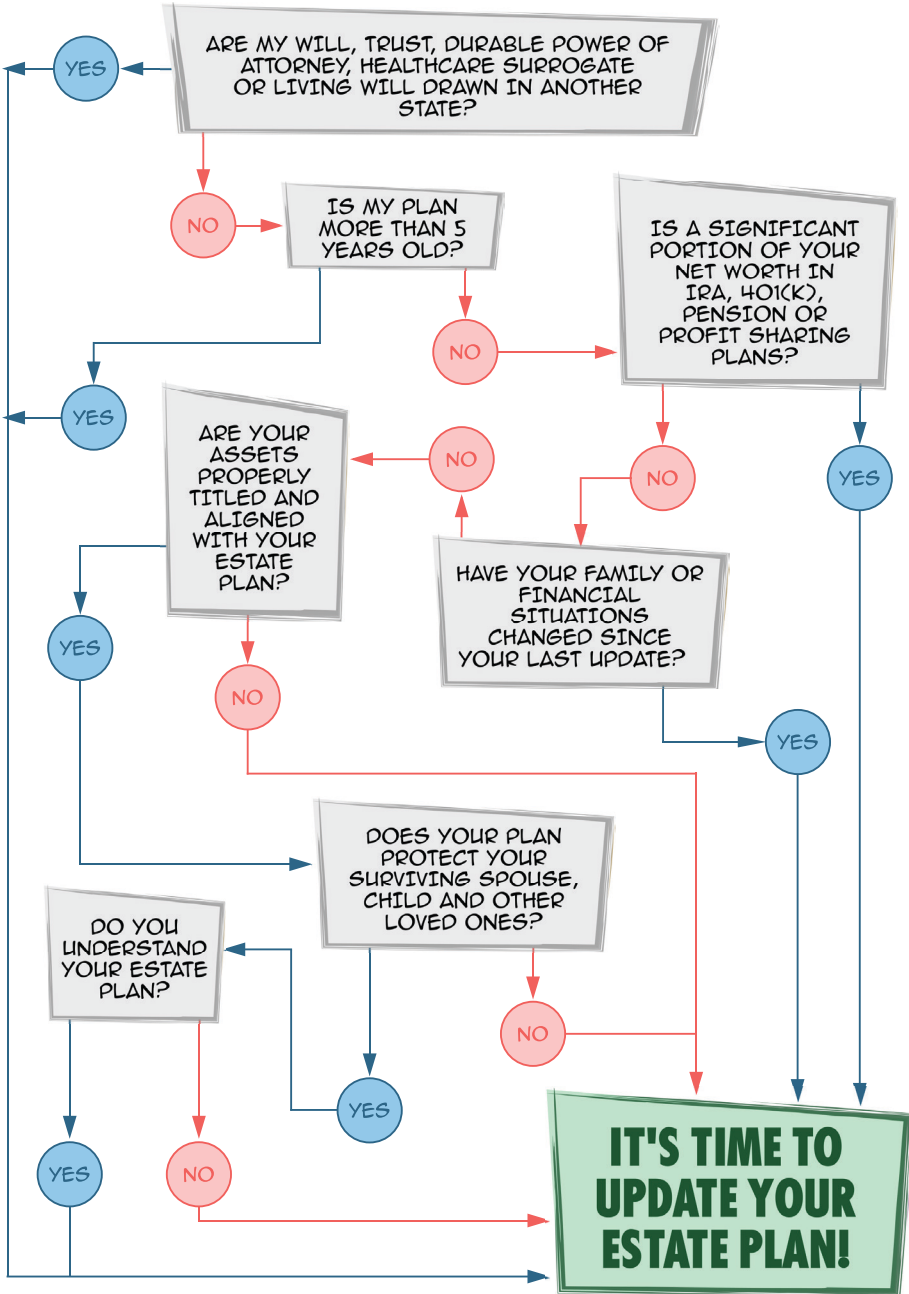 ARE MY WILL, TRUST, DURABLE POWER OF
ATTORNEY, HEALTHCARE SURROGATE
OR LIVING WILL DRAWN IN ANOTHER
STATE?
YES
NO
IS MY PLAN
MORE THAN 5
YEARS OLD?
YES
NO
IS A SIGNIFICANT
PORTION OF YOUR
NET WORTH IN
IRA, 401(K),
PENSION OR
PROFIT SHARING
PLANS?
YES
NO
HAVE YOUR FAMILY OR
FINANCIAL
SITUATIONS
CHANGED SINCE
YOUR LAST UPDATE?
YES
NO
ARE YOUR
ASSETS
PROPERLY
TITLED AND
ALIGNED
WITH YOUR
ESTATE
PLAN?
YES
NO
DOES YOUR PLAN
PROTECT YOUR
SURVIVING SPOUSE,
CHILD AND OTHER
LOVED ONES?
YES
NO
DO YOU
UNDERSTAND
YOUR ESTATE
PLAN?
YES
NO
IT'S TIME TO
UPDATE YOUR
ESTATE PLAN!